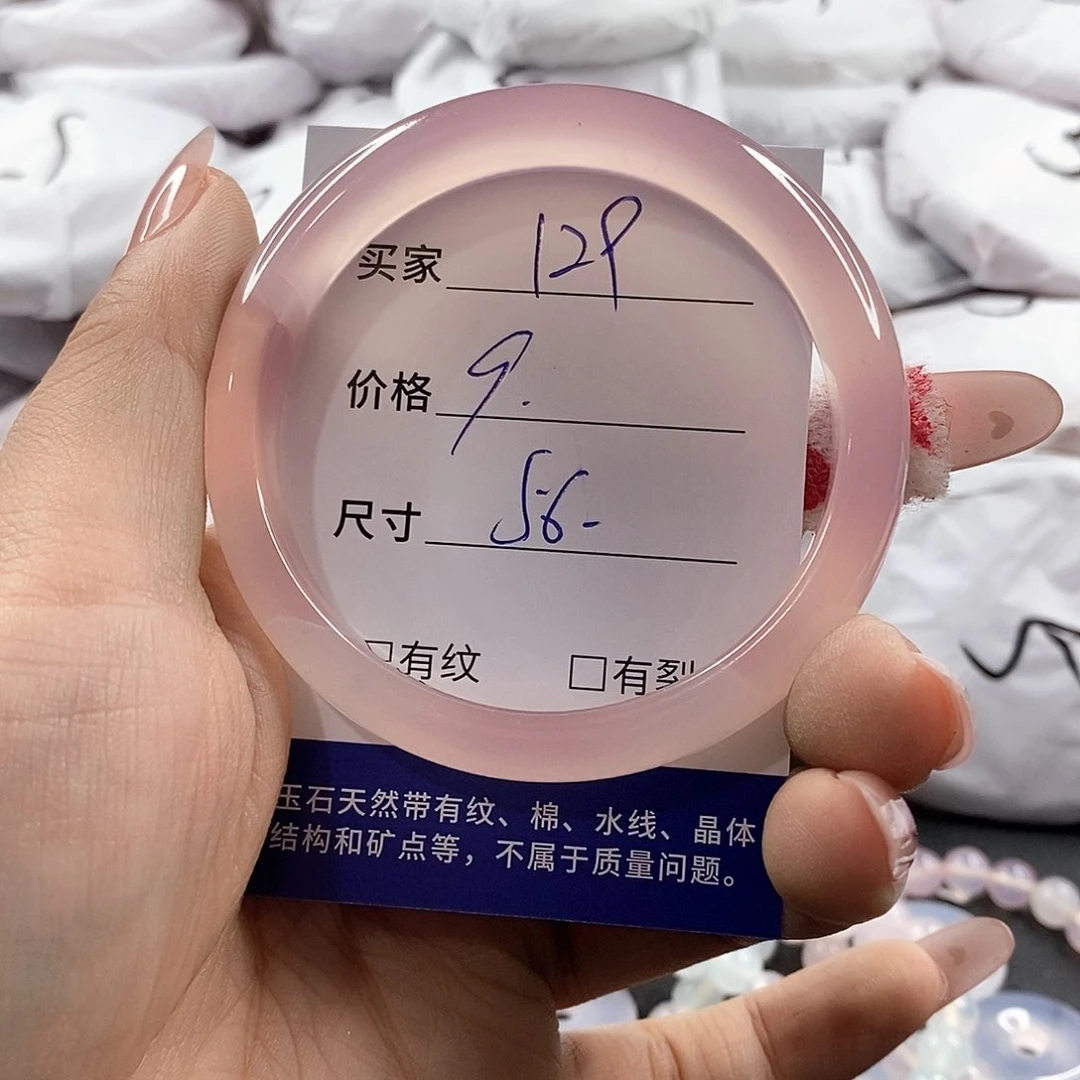 买家 129
价格 9.
尺寸 56-
□有纹 □有裂
玉石天然带有纹、棉、水线、晶体
结构和矿点等，不属于质量问题。